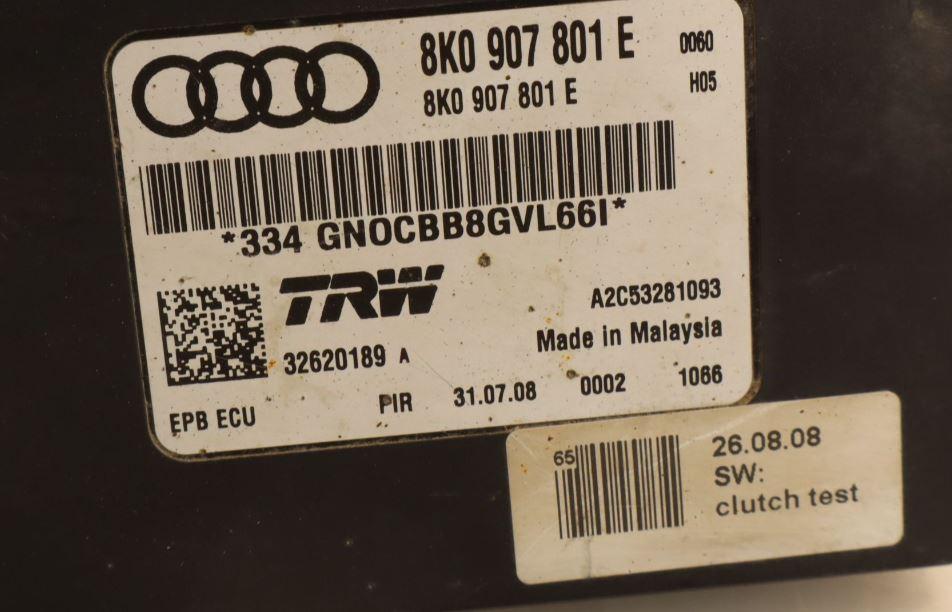 8K0 907 801 E 0060
8K0 907 801 E H05
*334 GNOCBB8GVL66I*
TRW
A2C53281093
32620189 A
Made in Malaysia
EPB ECU PIR 31.07.08 0002 1066
65
26.08.08
SW:
clutch test